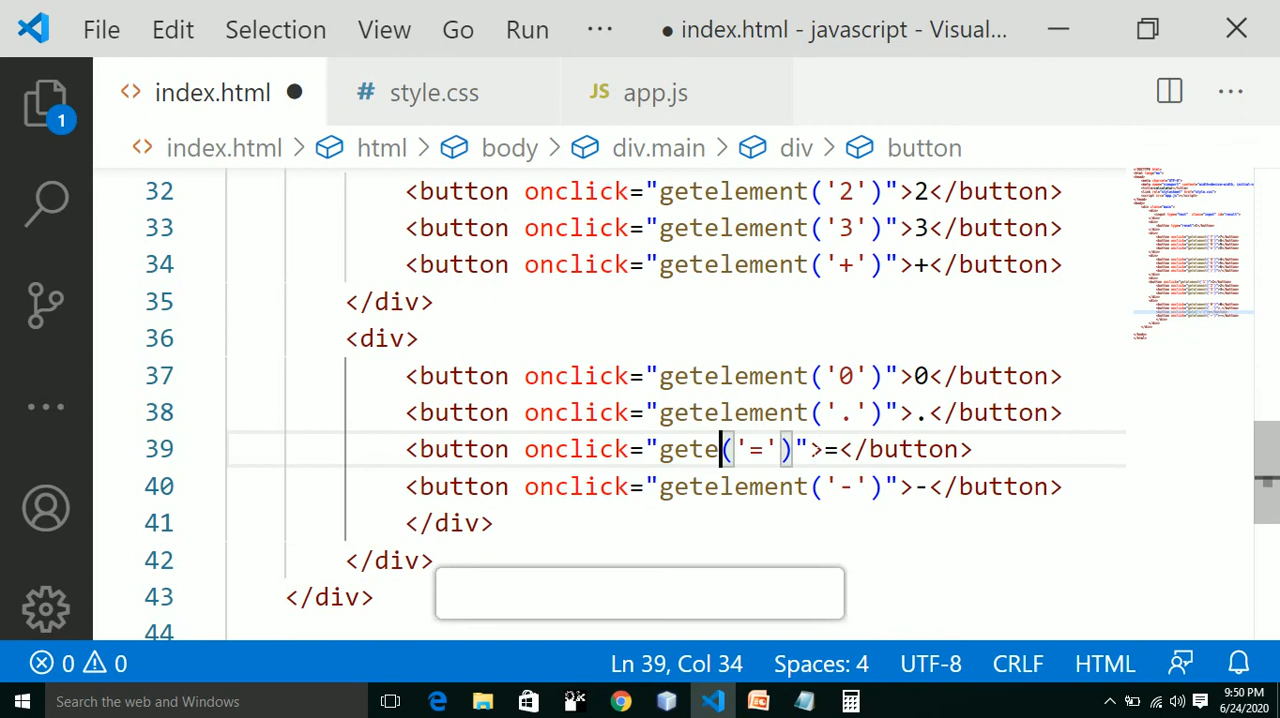 File Edit Selection View Go Run ··· ● index.html - javascript - Visual...
<> index.html ● # style.css JS app.js ···
<> index.html > html > body > div.main > div > button
1
32 <button onclick="getelement('2')">2</button>
33 <button onclick="getelement('3')">3</button>
34 <button onclick="getelement('+')">+</button>
35 </div>
36 <div>
37 <button onclick="getelement('0')">0</button>
38 <button onclick="getelement('.')">.</button>
39 <button onclick="gete('=')">=</button>
40 <button onclick="getelement('-')">-</button>
41 </div>
42 </div>
43 </div>
44
0 0 Ln 39, Col 34 Spaces: 4 UTF-8 CRLF HTML
Search the web and Windows
9:50 PM
6/24/2020